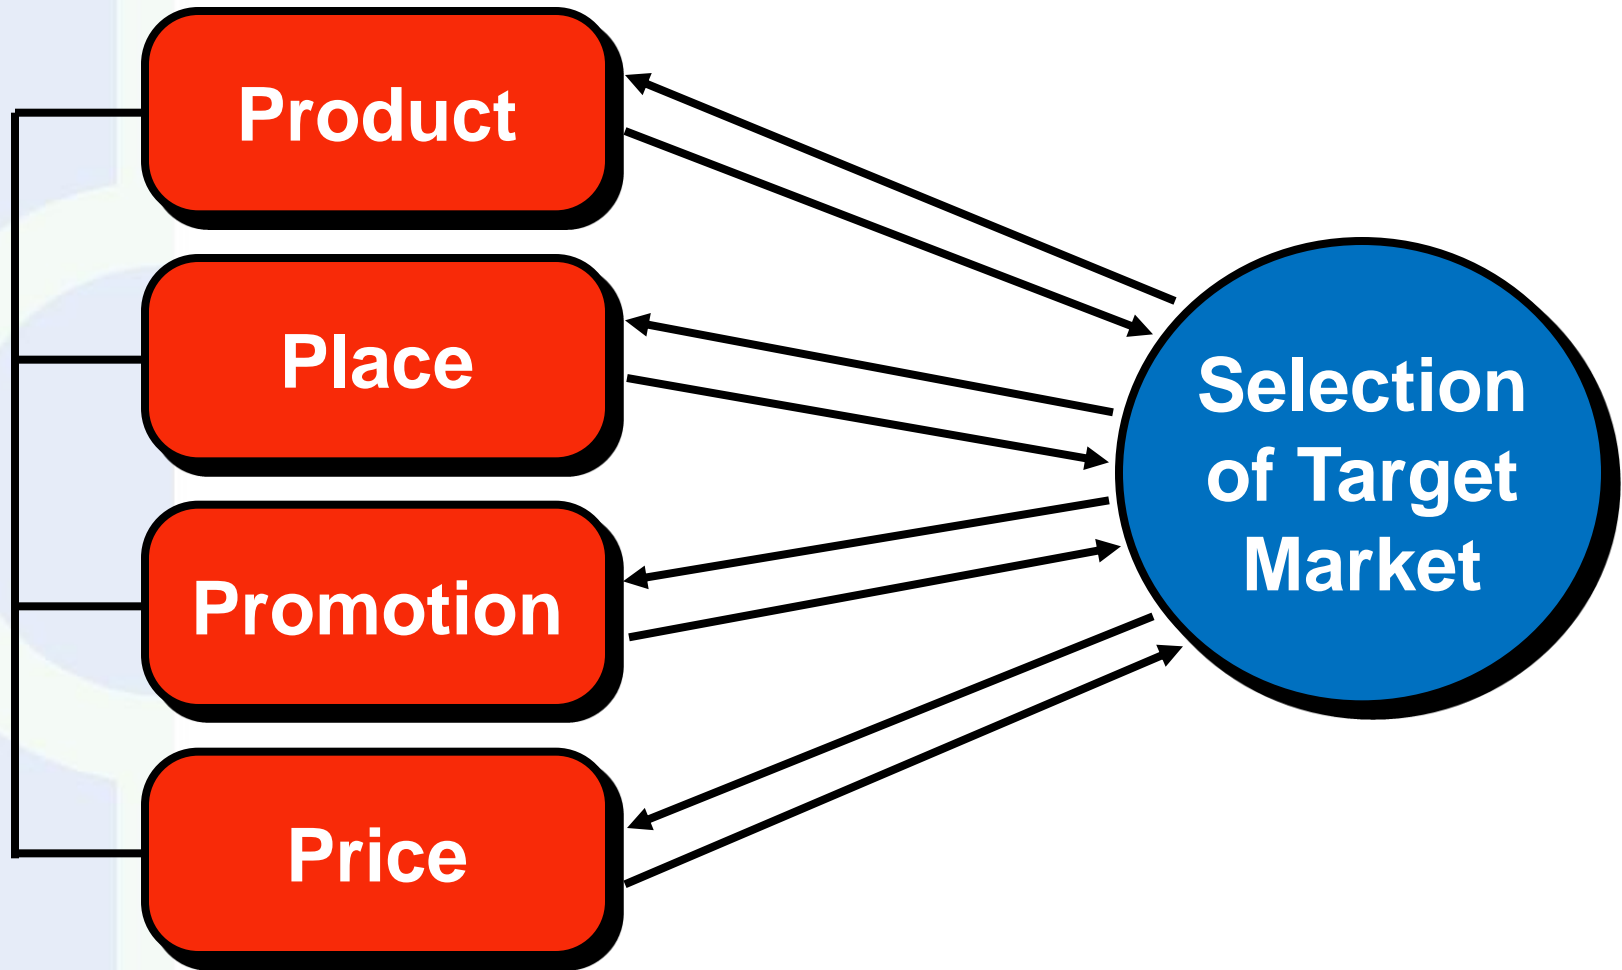 Product
Place
Promotion
Price
Selection
of Target
Market